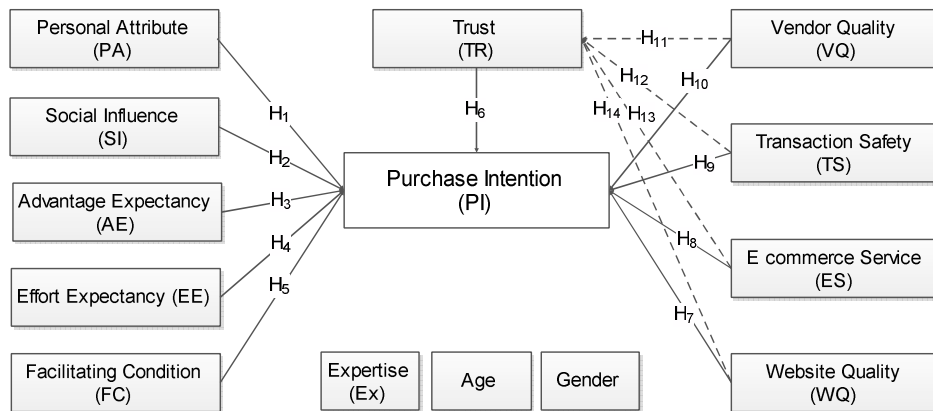 Personal Attribute
(PA)
Social Influence
(SI)
Advantage Expectancy
(AE)
Effort Expectancy (EE)
Facilitating Condition
(FC)
H1
H2
H3
H4
H5
Trust
(TR)
H6
Purchase Intention
(PI)
Expertise
(Ex)
Age
Gender
H11
H12
H10
H14
H13
H9
H8
H7
Vendor Quality
(VQ)
Transaction Safety
(TS)
E commerce Service
(ES)
Website Quality
(WQ)